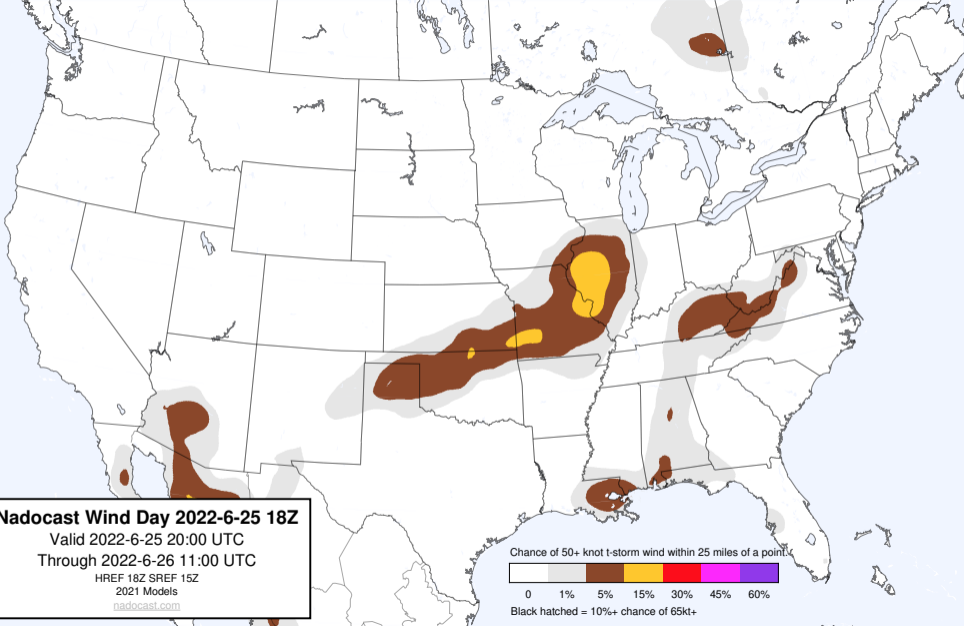 Nadocast Wind Day 2022-6-25 18Z
Valid 2022-6-25 20:00 UTC
Through 2022-6-26 11:00 UTC
HREF 18Z SREF 15Z
2021 Models
nadocast.com
Chance of 50+ knot t-storm wind within 25 miles of a point.
0 1% 5% 15% 30% 45% 60%
Black hatched = 10%+ chance of 65kt+